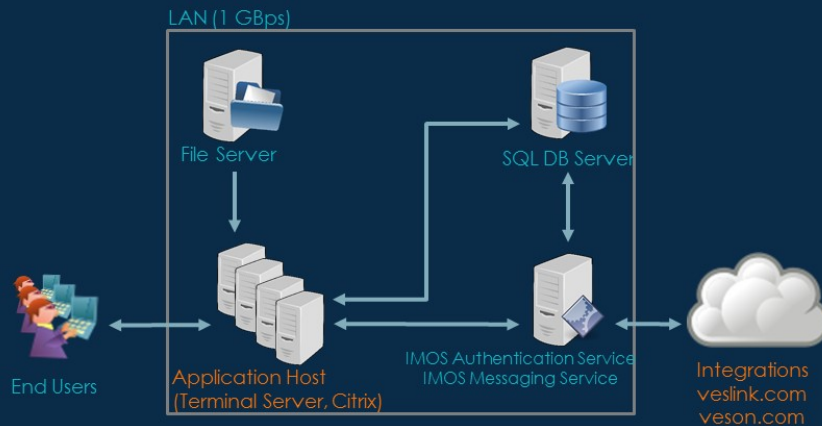 LAN (1 GBps)
File Server
SQL DB Server
End Users
Application Host
(Terminal Server, Citrix)
IMOS Authentication Service
IMOS Messaging Service
Integrations
veslink.com
veson.com